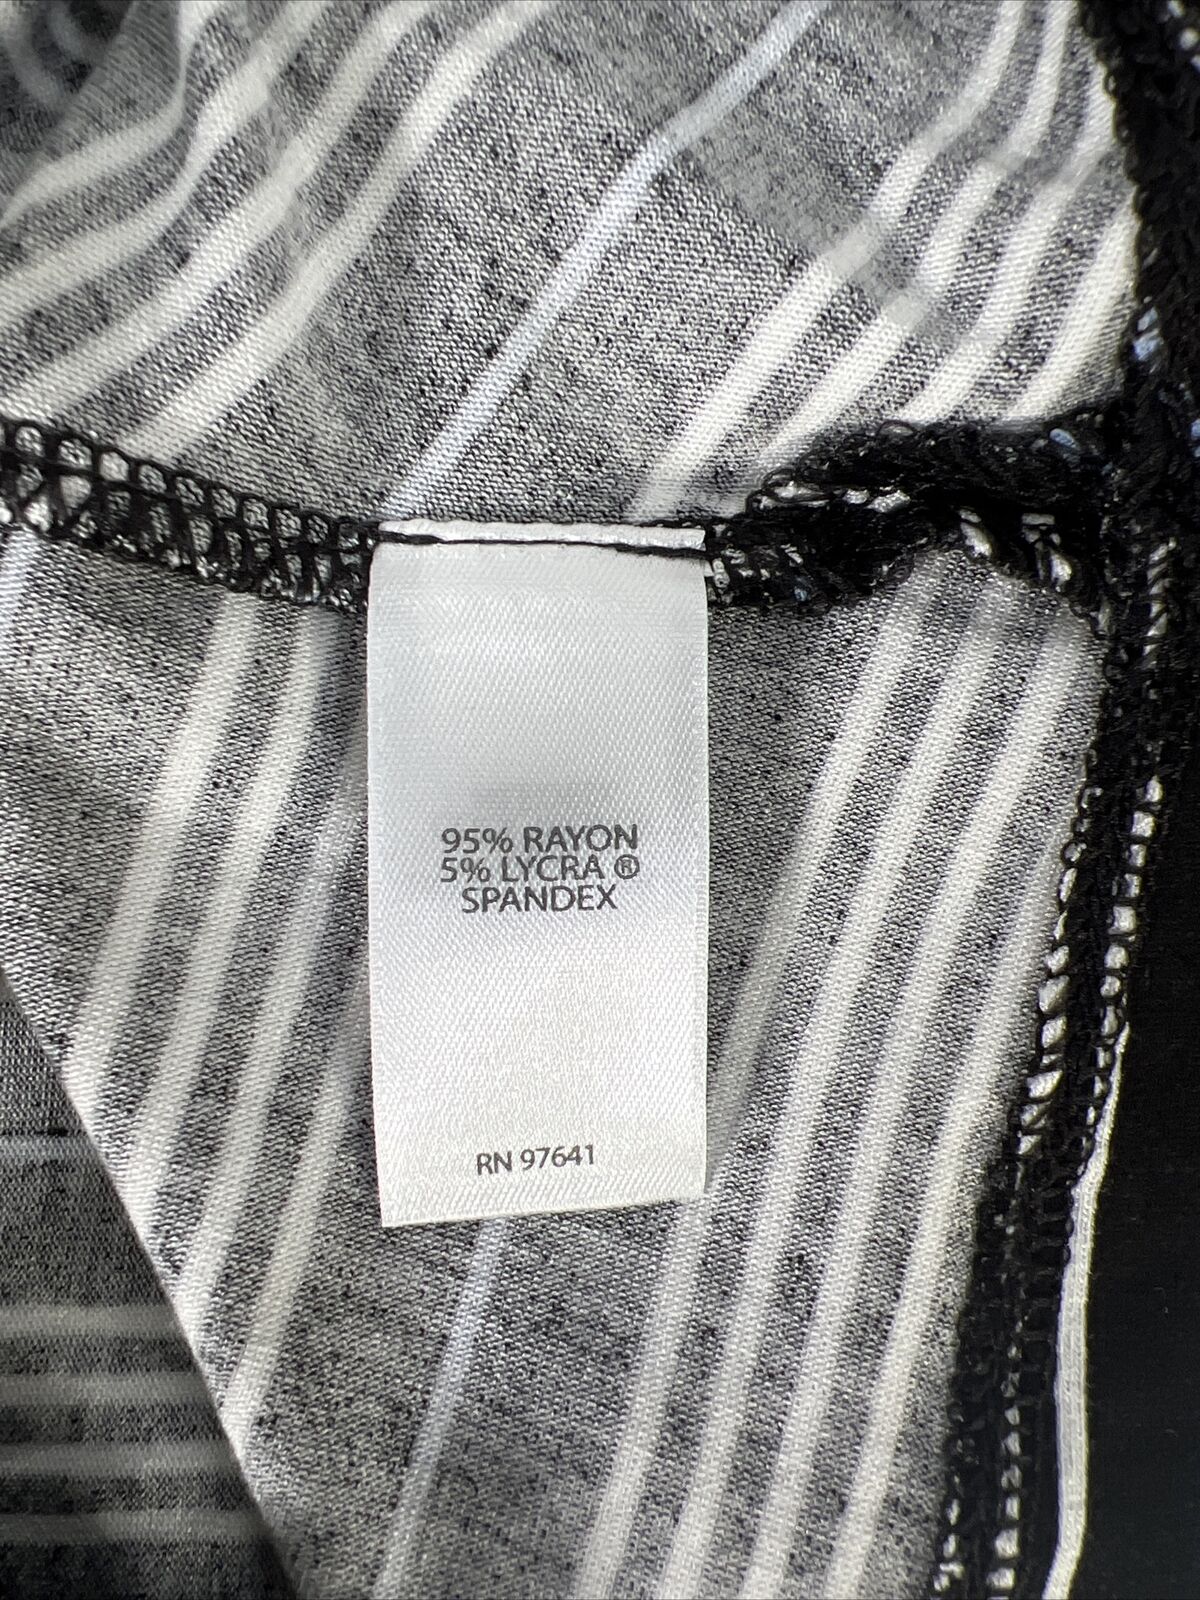 95% RAYON
5% LYCRA ®
SPANDEX
RN 97641